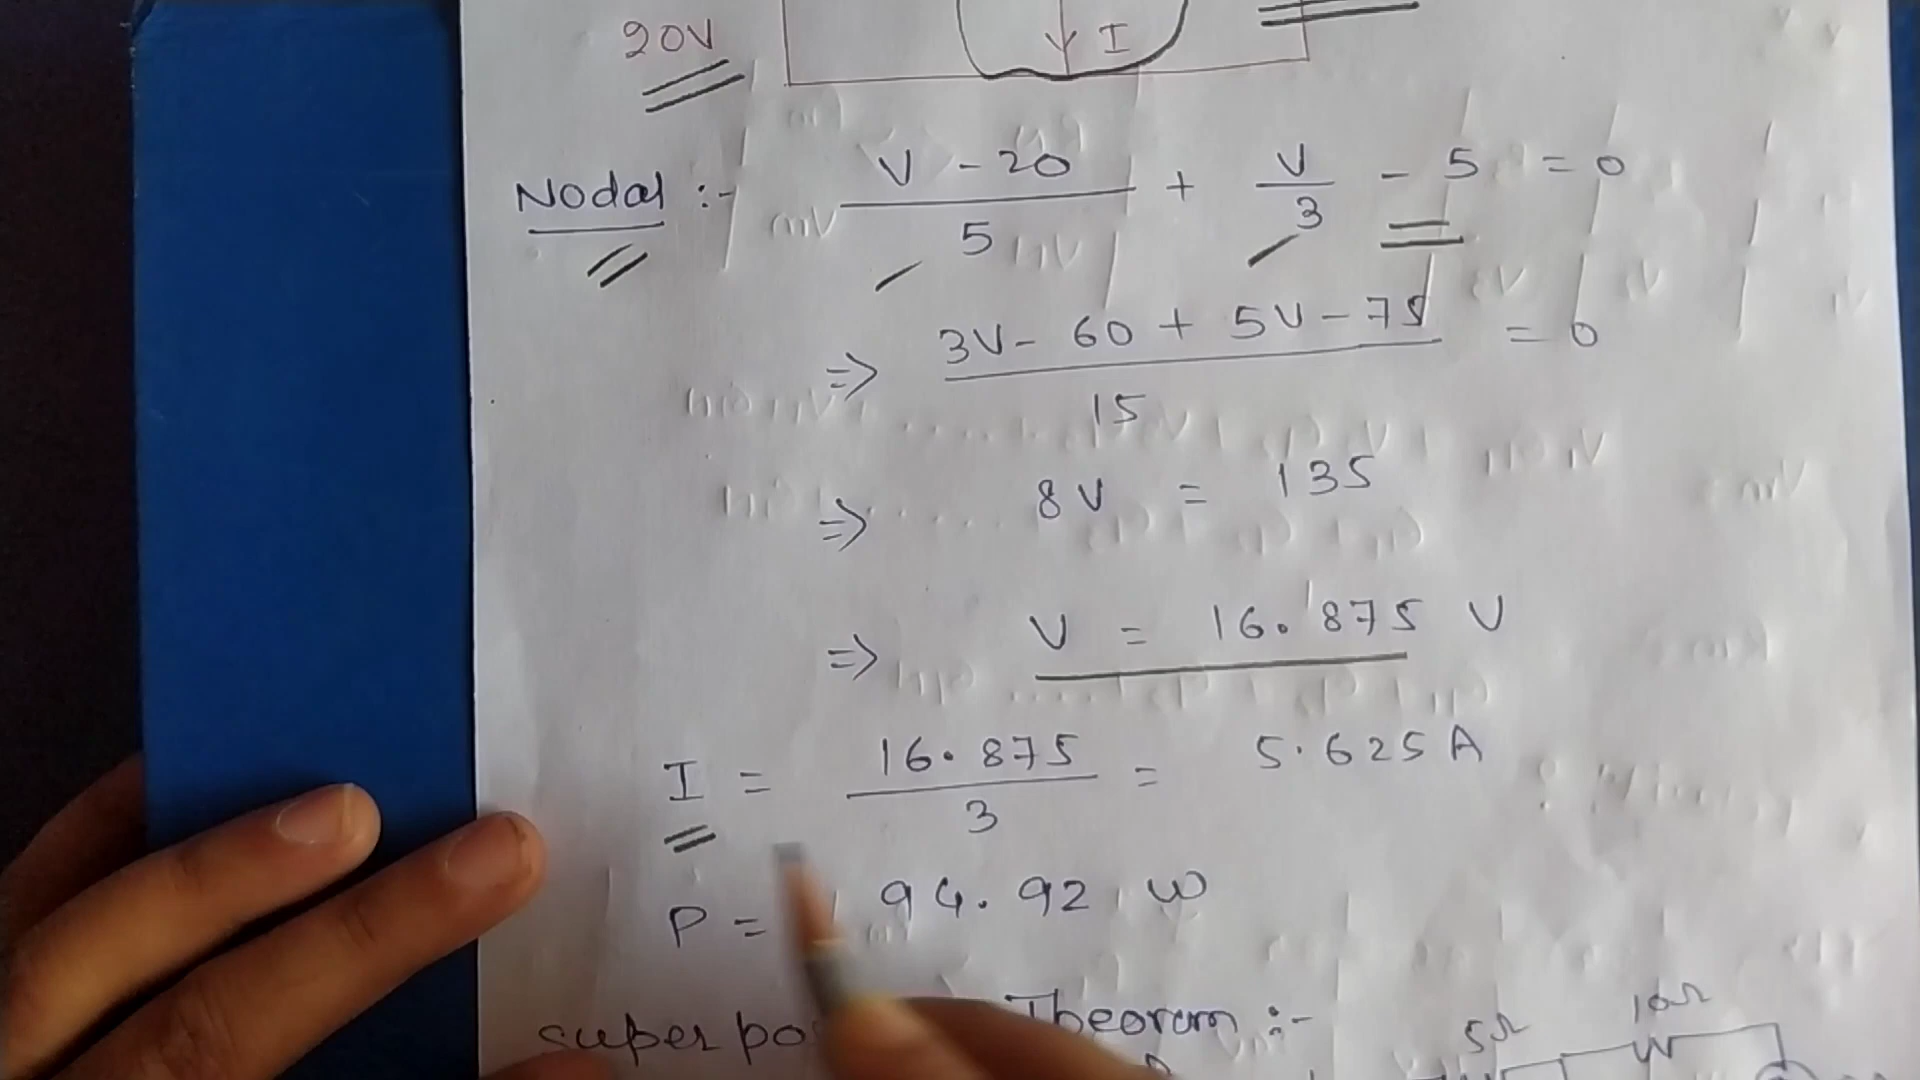 20V
I
Nodal :- V - 20 / 5 + V / 3 - 5 = 0
=> 3V - 60 + 5V - 75 / 15 = 0
=> 8V = 135
=> V = 16.875 V
I = 16.875 / 3 = 5.625 A
P = 94.92 W
Theorem :-
5Ω 10Ω